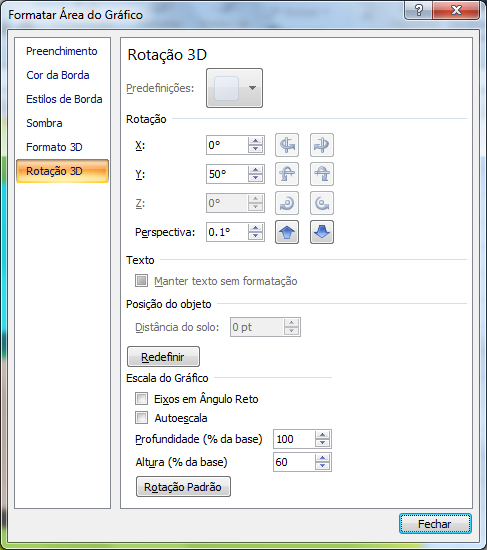 Formatar Área do Gráfico
Preenchimento
Cor da Borda
Estilos de Borda
Sombra
Formato 3D
Rotação 3D
Rotação 3D
Predefinições:
Rotação
X: 0°
Y: 50°
Z: 0°
Perspectiva: 0.1°
Texto
Manter texto sem formatação
Posição do objeto
Distância do solo: 0 pt
Redefinir
Escala do Gráfico
Eixos em Ângulo Reto
Autoescala
Profundidade (% da base) 100
Altura (% da base) 60
Rotação Padrão
Fechar